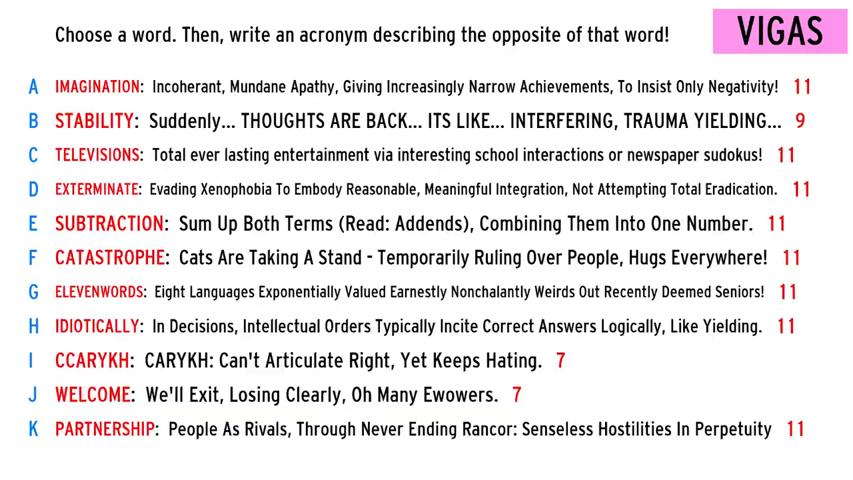 Choose a word. Then, write an acronym describing the opposite of that word!
VIGAS
A IMAGINATION: Incoherant, Mundane Apathy, Giving Increasingly Narrow Achievements, To Insist Only Negativity! 11
B STABILITY: Suddenly... THOUGHTS ARE BACK... ITS LIKE... INTERFERING, TRAUMA YIELDING... 9
C TELEVISIONS: Total ever lasting entertainment via interesting school interactions or newspaper sudokus! 11
D EXTERMINATE: Evading Xenophobia To Embody Reasonable, Meaningful Integration, Not Attempting Total Eradication. 11
E SUBTRACTION: Sum Up Both Terms (Read: Addends), Combining Them Into One Number. 11
F CATASTROPHE: Cats Are Taking A Stand - Temporarily Ruling Over People, Hugs Everywhere! 11
G ELEVENWORDS: Eight Languages Exponentially Valued Earnestly Nonchalantly Weirds Out Recently Deemed Seniors! 11
H IDIOTICALLY: In Decisions, Intellectual Orders Typically Incite Correct Answers Logically, Like Yielding. 11
I CCARYKH: CARYKH: Can't Articulate Right, Yet Keeps Hating. 7
J WELCOME: We'll Exit, Losing Clearly, Oh Many Ewowers. 7
K PARTNERSHIP: People As Rivals, Through Never Ending Rancor: Senseless Hostilities In Perpetuity 11